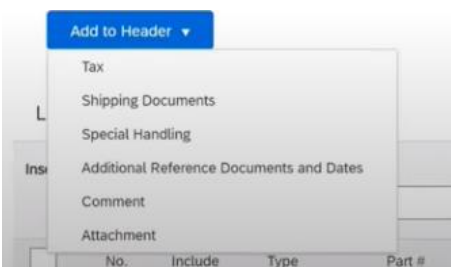 Add to Header ▼
Tax
Shipping Documents
L
Special Handling
Additional Reference Documents and Dates
Inse
Comment
Attachment
No. Include Type Part #